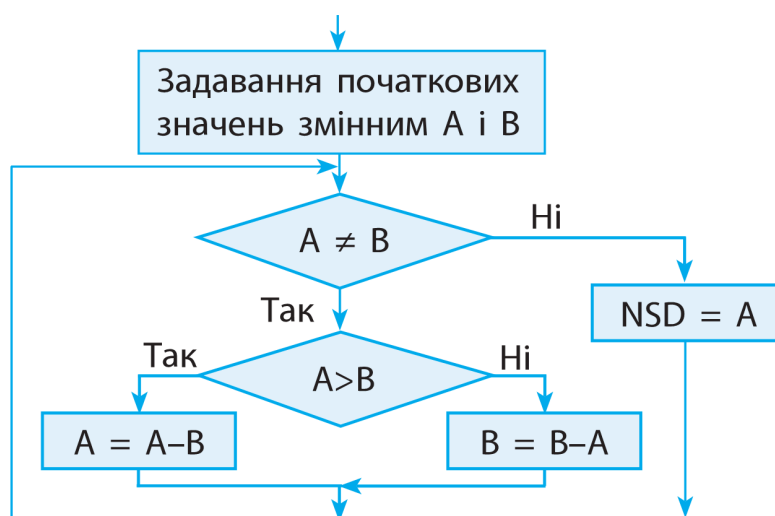 Задавання початкових
значень змінним А і В
A ≠ B
Ні
Так
NSD = A
Так
A>B
Ні
A = A–B
B = B–A